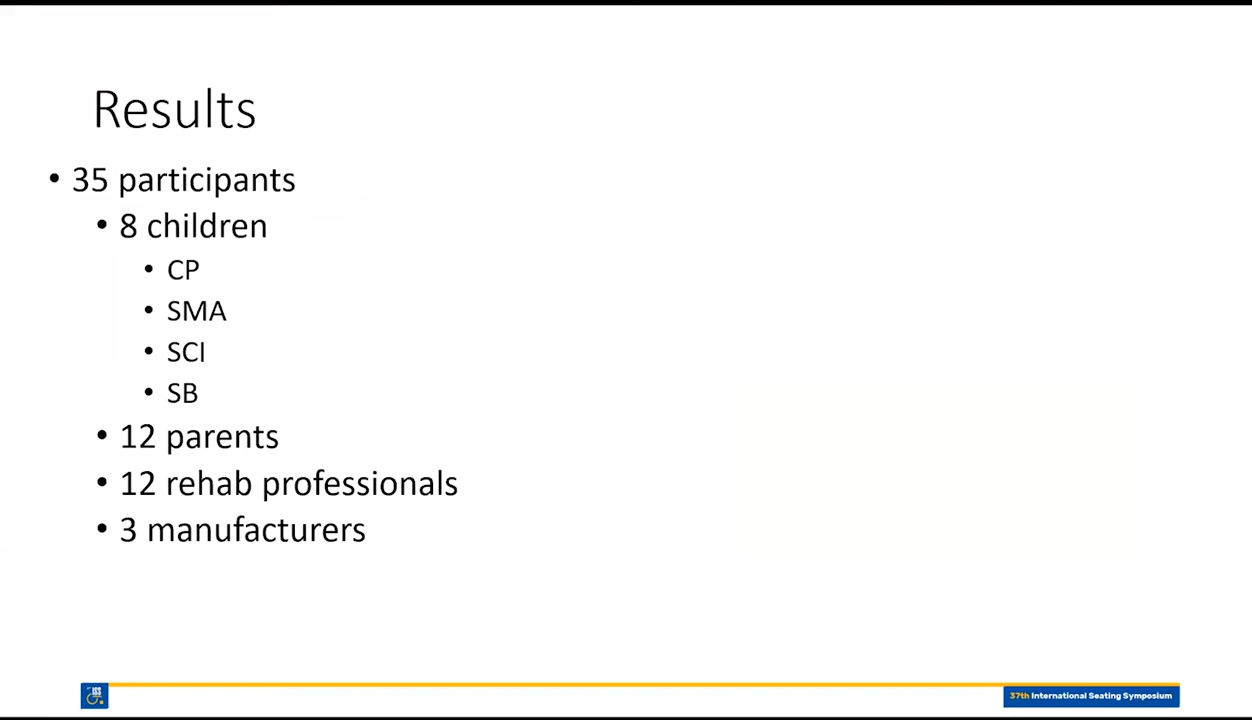 Results
• 35 participants
• 8 children
• CP
• SMA
• SCI
• SB
• 12 parents
• 12 rehab professionals
• 3 manufacturers
ISS
37th International Seating Symposium